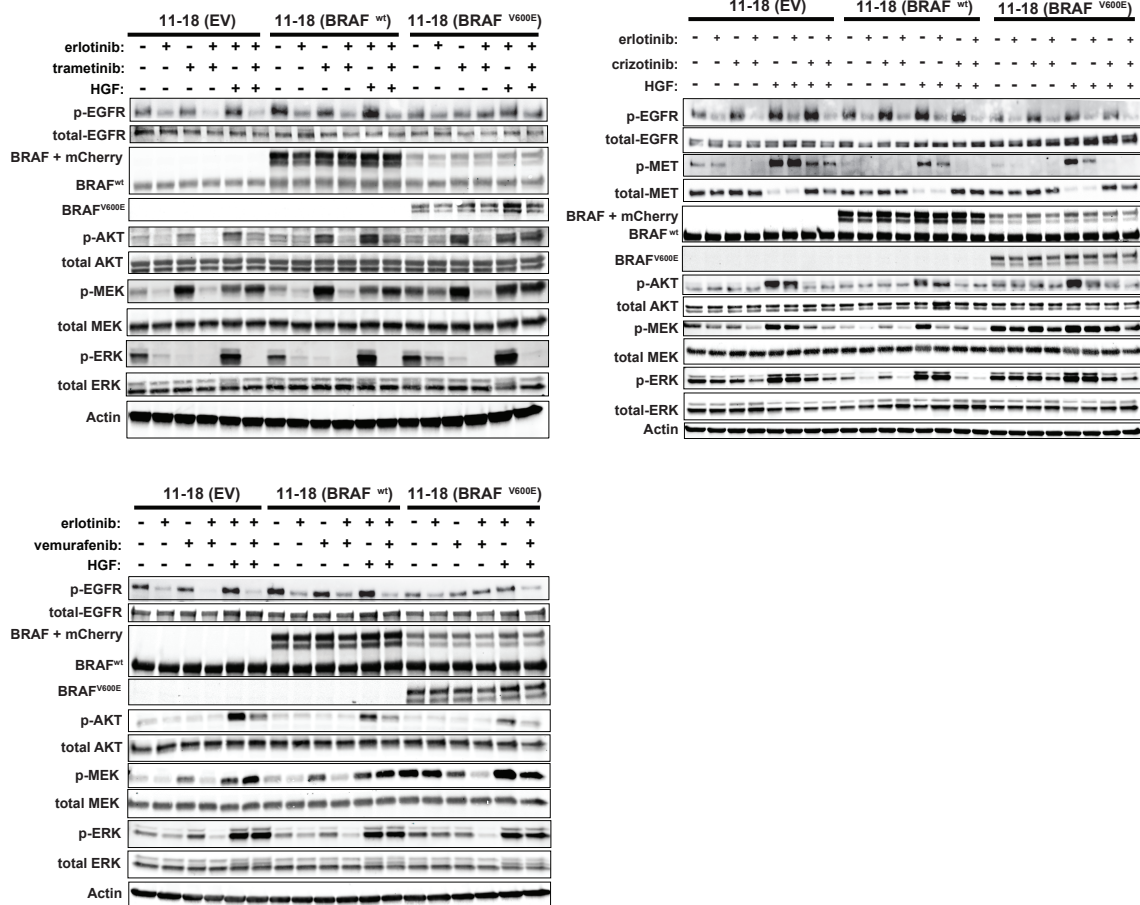 11-18 (EV) 11-18 (BRAF wt) 11-18 (BRAF V600E)
erlotinib: - + - + + + - + - + + + - + - + + +
trametinib: - - + + - + - - + + - + - - + + - +
HGF: - - - - + + - - - - + + - - - - + +
p-EGFR
total-EGFR
BRAF + mCherry
BRAFwt
BRAFV600E
p-AKT
total AKT
p-MEK
total MEK
p-ERK
total ERK
Actin
11-18 (EV) 11-18 (BRAF wt) 11-18 (BRAF V600E)
erlotinib: - + - + - + - + - + - + - + - + - + - + - + - +
crizotinib: - - + + - - + + - - + + - - + + - - + + - - + +
HGF: - - - - + + + + - - - - + + + + - - - - + + + +
p-EGFR
total-EGFR
p-MET
total-MET
BRAF + mCherry
BRAF wt
BRAFV600E
p-AKT
total AKT
p-MEK
total MEK
p-ERK
total-ERK
Actin
11-18 (EV) 11-18 (BRAF wt) 11-18 (BRAF V600E)
erlotinib: - + - + + + - + - + + + - + - + + +
vemurafenib: - - + + - + - - + + - + - - + + - +
HGF: - - - - + + - - - - + + - - - - + +
p-EGFR
total-EGFR
BRAF + mCherry
BRAFwt
BRAFV600E
p-AKT
total AKT
p-MEK
total MEK
p-ERK
total ERK
Actin